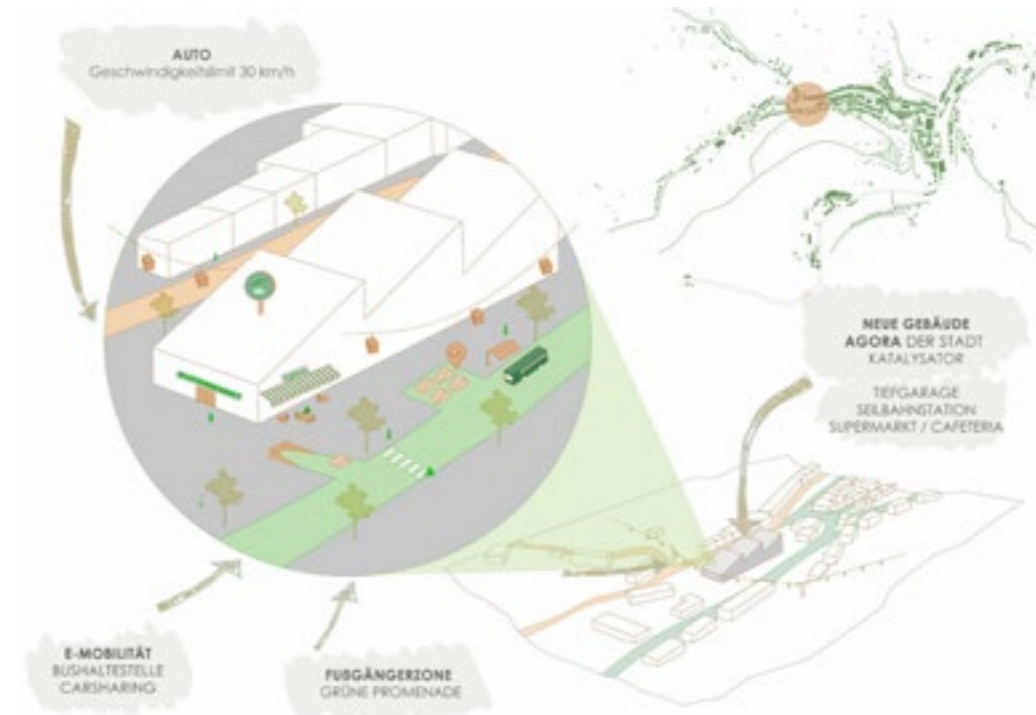 AUTO
Geschwindigkeitslimit 30 km/h
NEUE GEBÄUDE
AGORA DER STADT
KATALYSATOR
TIEFGARAGE
SEILBAHNSTATION
SUPERMARKT / CAFETERIA
E-MOBILITÄT
BUSHALTESTELLE
CARSHARING
FUßGÄNGERZONE
GRÜNE PROMENADE